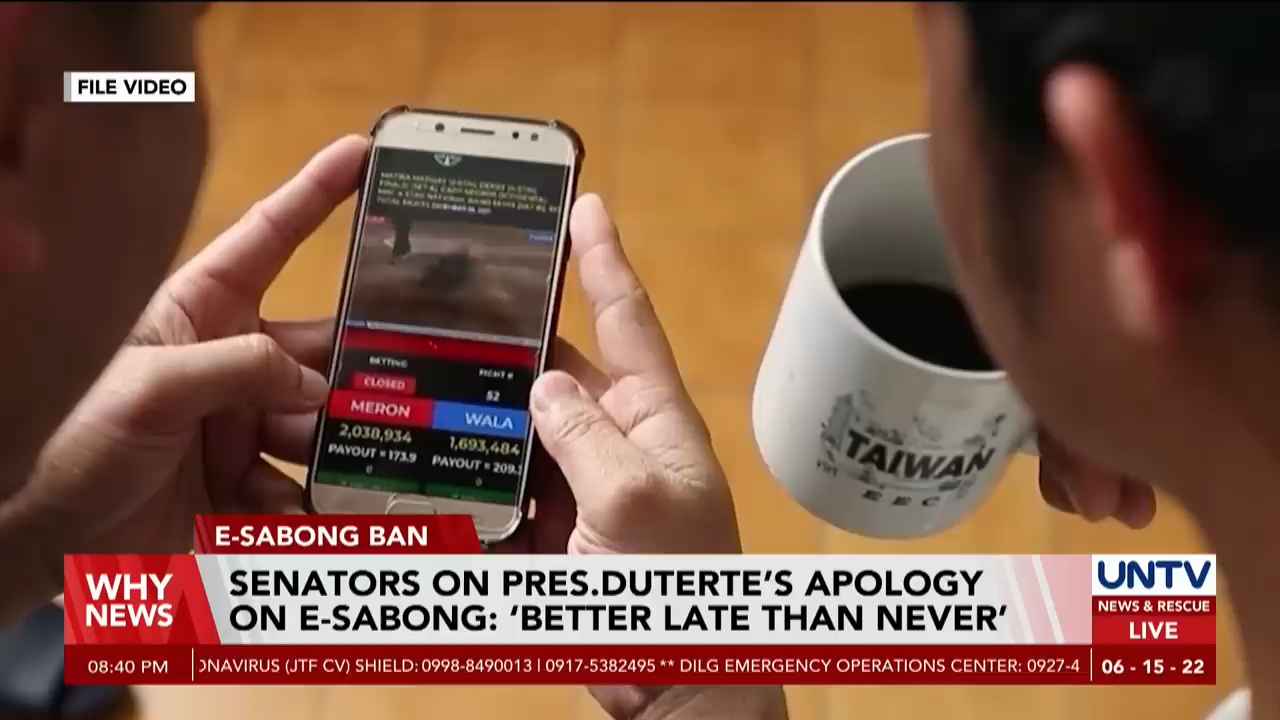 FILE VIDEO
BETTING
FIGHT #
CLOSED
52
MERON
WALA
2,038,934
1,693,484
PAYOUT = 173.9
PAYOUT = 209.
0
0
TAIWAN
EEC
E-SABONG BAN
WHY
NEWS
SENATORS ON PRES.DUTERTE'S APOLOGY
ON E-SABONG: 'BETTER LATE THAN NEVER'
UNTV
NEWS & RESCUE
LIVE
08:40 PM
ONAVIRUS (JTF CV) SHIELD: 0998-8490013 | 0917-5382495 ** DILG EMERGENCY OPERATIONS CENTER: 0927-4
06 - 15 - 22